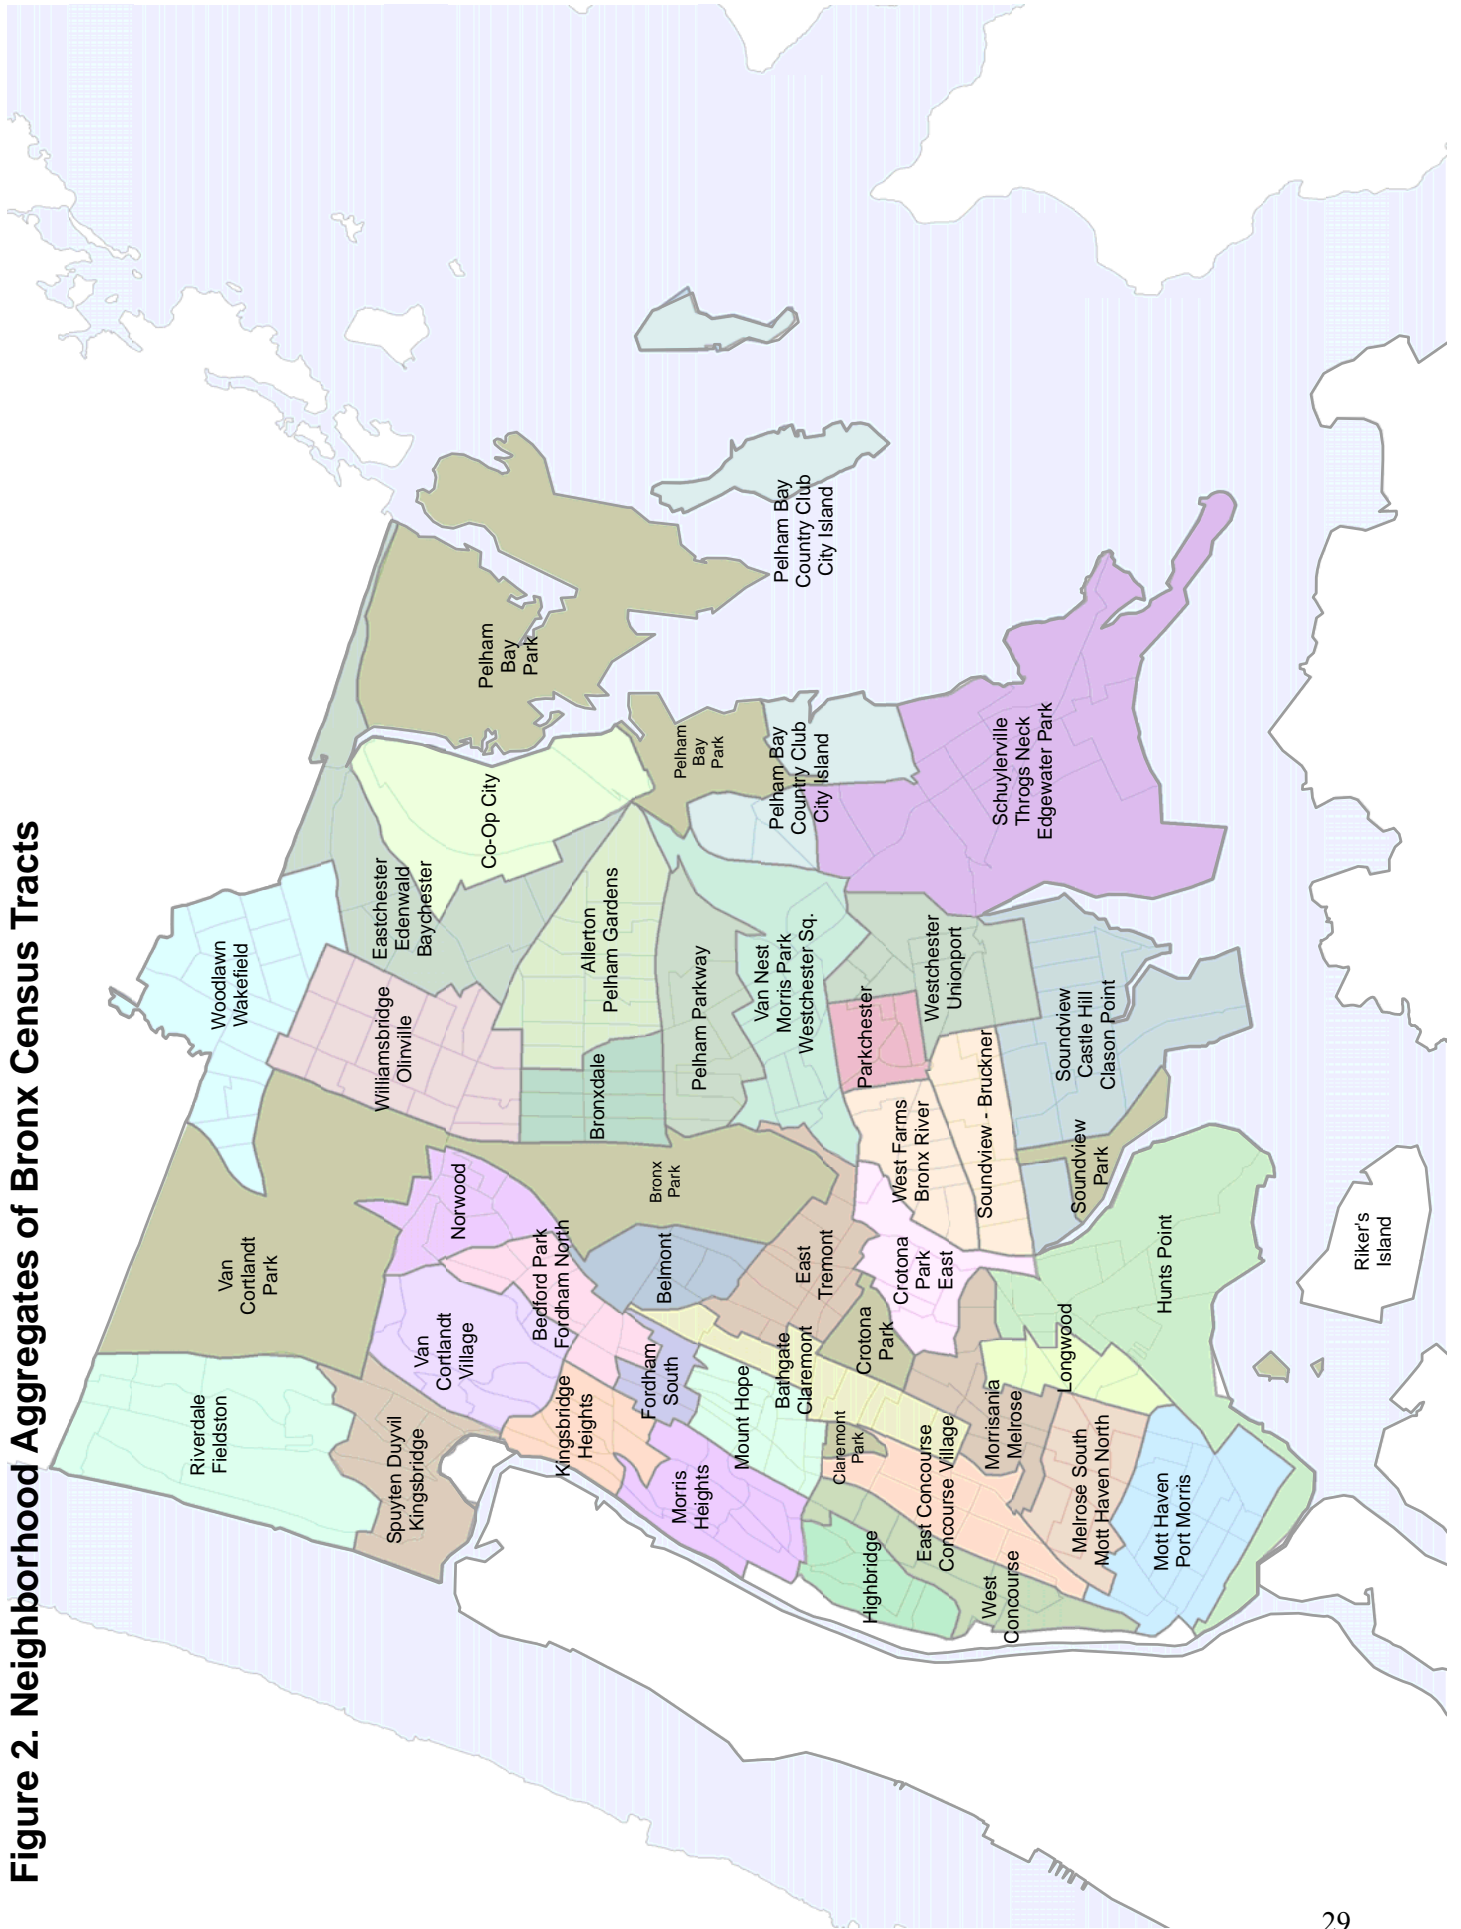 Figure 2. Neighborhood Aggregates of Bronx Census Tracts
Riverdale
Fieldston
Van
Cortlandt
Park
Woodlawn
Wakefield
Spuyten Duyvil
Kingsbridge
Van
Cortlandt
Village
Norwood
Williamsbridge
Olinville
Eastchester
Edenwald
Baychester
Co-Op City
Pelham
Bay
Park
Kingsbridge
Heights
Bedford Park
Fordham North
Bronxdale
Allerton
Pelham Gardens
Fordham
South
Belmont
Bronx
Park
Pelham Parkway
Pelham
Bay
Park
Morris
Heights
Mount Hope
Bathgate
Claremont
East
Tremont
Van Nest
Morris Park
Westchester Sq.
Pelham Bay
Country Club
City Island
Pelham Bay
Country Club
City Island
Highbridge
Claremont
Park
Crotona
Park
Crotona
Park
East
West Farms
Bronx River
Parkchester
Westchester
Unionport
East Concourse
Concourse Village
West
Concourse
Morrisania
Melrose
Soundview - Bruckner
Schuylerville
Throgs Neck
Edgewater Park
Melrose South
Mott Haven North
Longwood
Soundview
Park
Soundview
Castle Hill
Clason Point
Mott Haven
Port Morris
Hunts Point
Riker's
Island
29